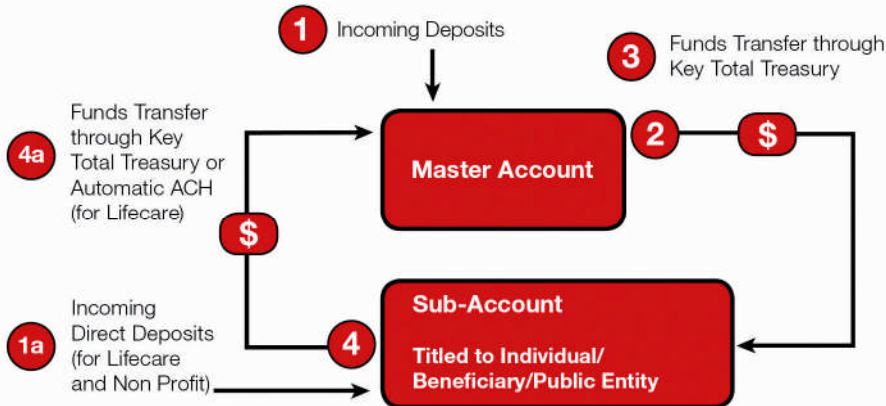 1
Incoming Deposits
3
Funds Transfer through
Key Total Treasury
4a
Funds Transfer
through Key
Total Treasury or
Automatic ACH
(for Lifecare)
Master Account
2
$
$
1a
Incoming
Direct Deposits
(for Lifecare
and Non Profit)
4
Sub-Account
Titled to Individual/
Beneficiary/Public Entity